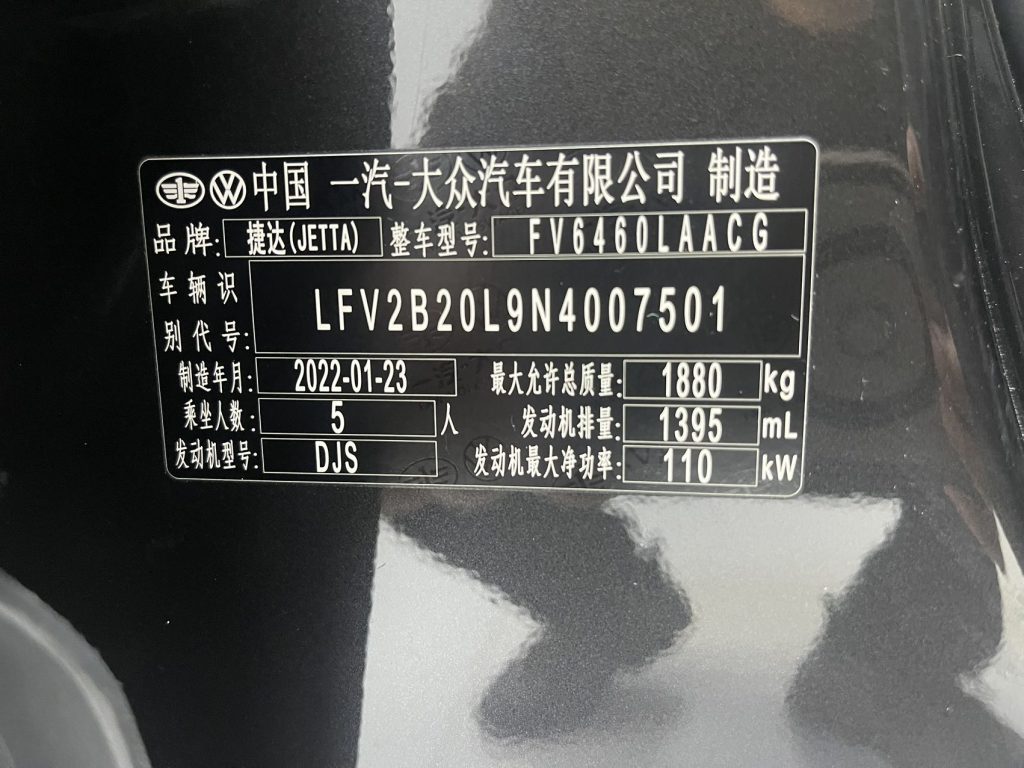 中国 一汽-大众汽车有限公司 制造
品牌: 捷达(JETTA) 整车型号: FV6460LAACG
车辆识别代号: LFV2B20L9N4007501
制造年月: 2022-01-23 最大允许总质量: 1880 kg
乘坐人数: 5 人 发动机排量: 1395 mL
发动机型号: DJS 发动机最大净功率: 110 kW